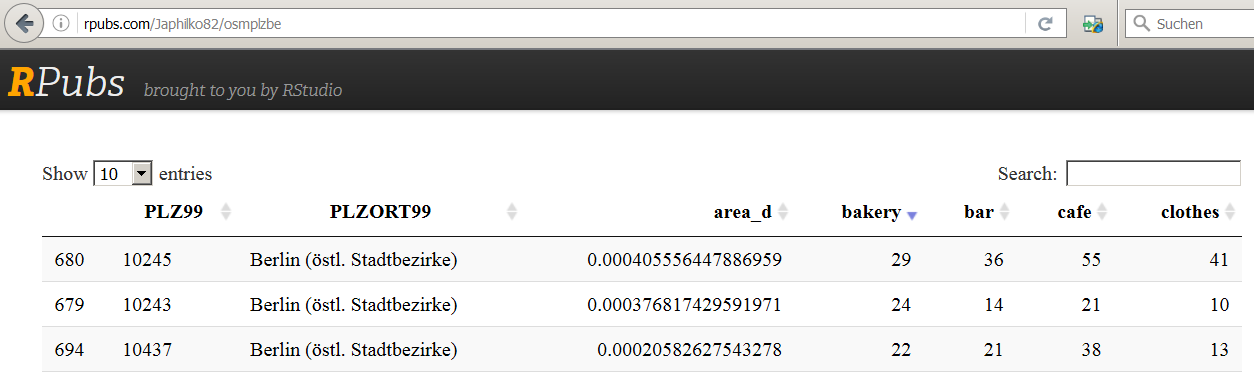 rpubs.com/Japhilko82/osmplzbe Suchen
RPubs brought to you by RStudio
Show 10 entries Search:
PLZ99 PLZORT99 area_d bakery bar cafe clothes
680 10245 Berlin (östl. Stadtbezirke) 0.000405556447886959 29 36 55 41
679 10243 Berlin (östl. Stadtbezirke) 0.000376817429591971 24 14 21 10
694 10437 Berlin (östl. Stadtbezirke) 0.00020582627543278 22 21 38 13